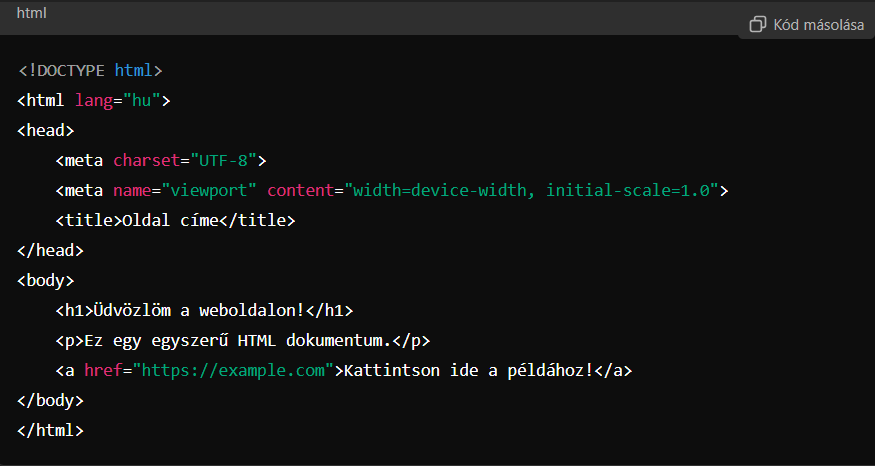 html
Kód másolása
<!DOCTYPE html>
<html lang="hu">
<head>
    <meta charset="UTF-8">
    <meta name="viewport" content="width=device-width, initial-scale=1.0">
    <title>Oldal címe</title>
</head>
<body>
    <h1>Üdvözlöm a weboldalon!</h1>
    <p>Ez egy egyszerű HTML dokumentum.</p>
    <a href="https://example.com">Kattintson ide a példához!</a>
</body>
</html>